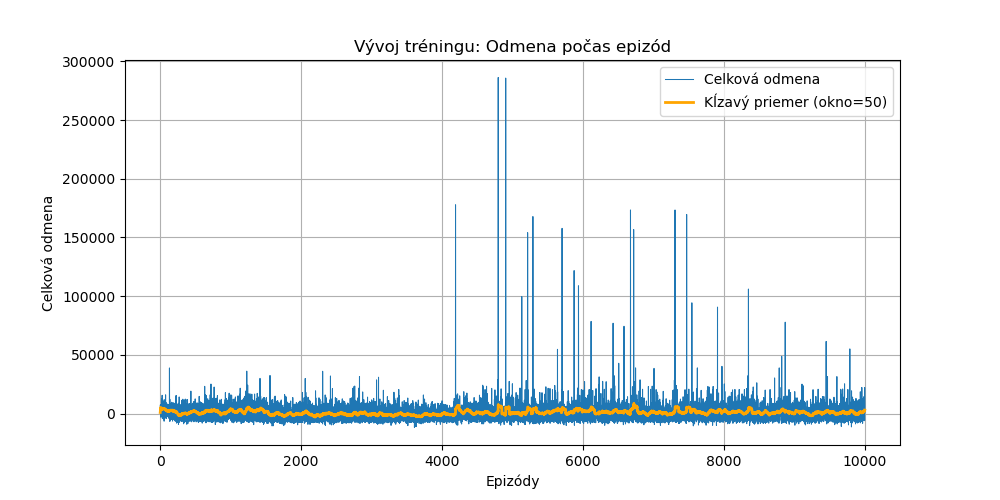 Vývoj tréningu: Odmena počas epizód
Celková odmena
Kĺzavý priemer (okno=50)
300000
250000
200000
150000
100000
50000
0
Celková odmena
0
2000
4000
6000
8000
10000
Epizódy